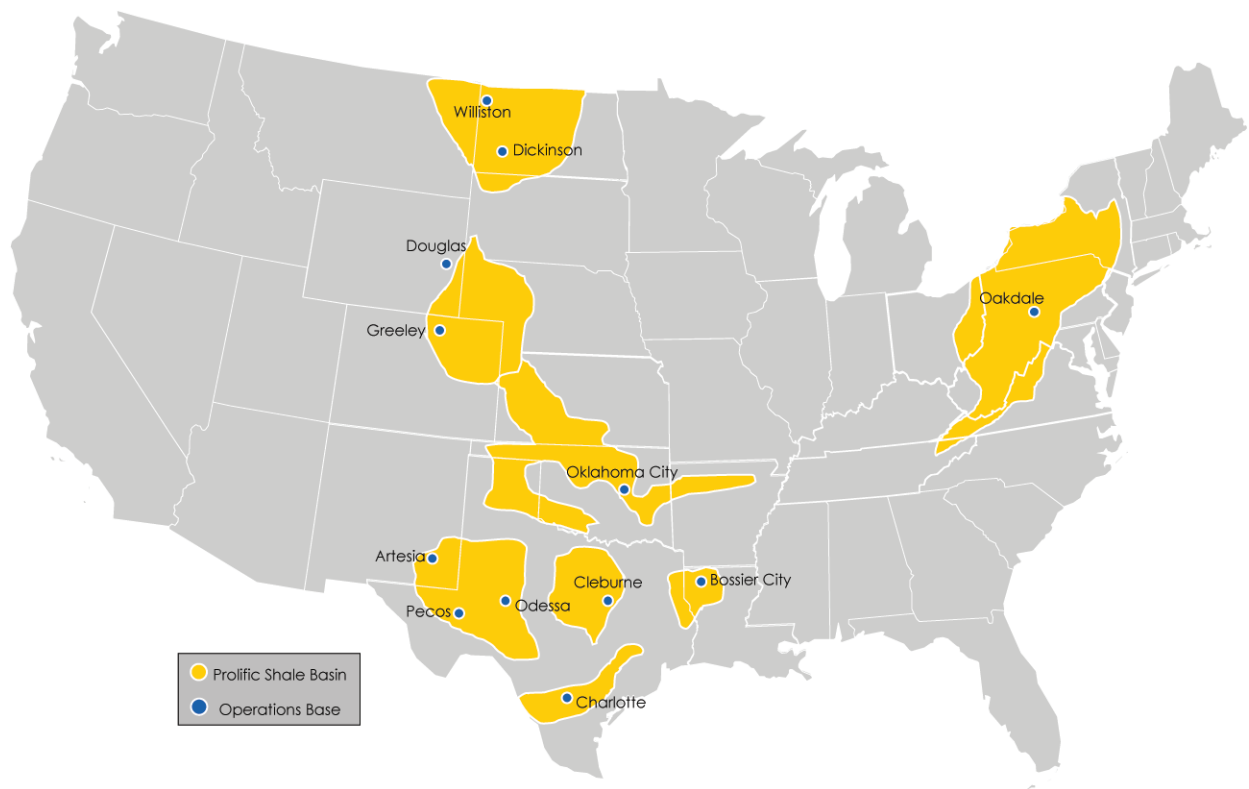 Williston
Dickinson
Douglas
Oakdale
Greeley
Oklahoma City
Artesia
Cleburne
Bossier City
Pecos
Odessa
Charlotte
Prolific Shale Basin
Operations Base